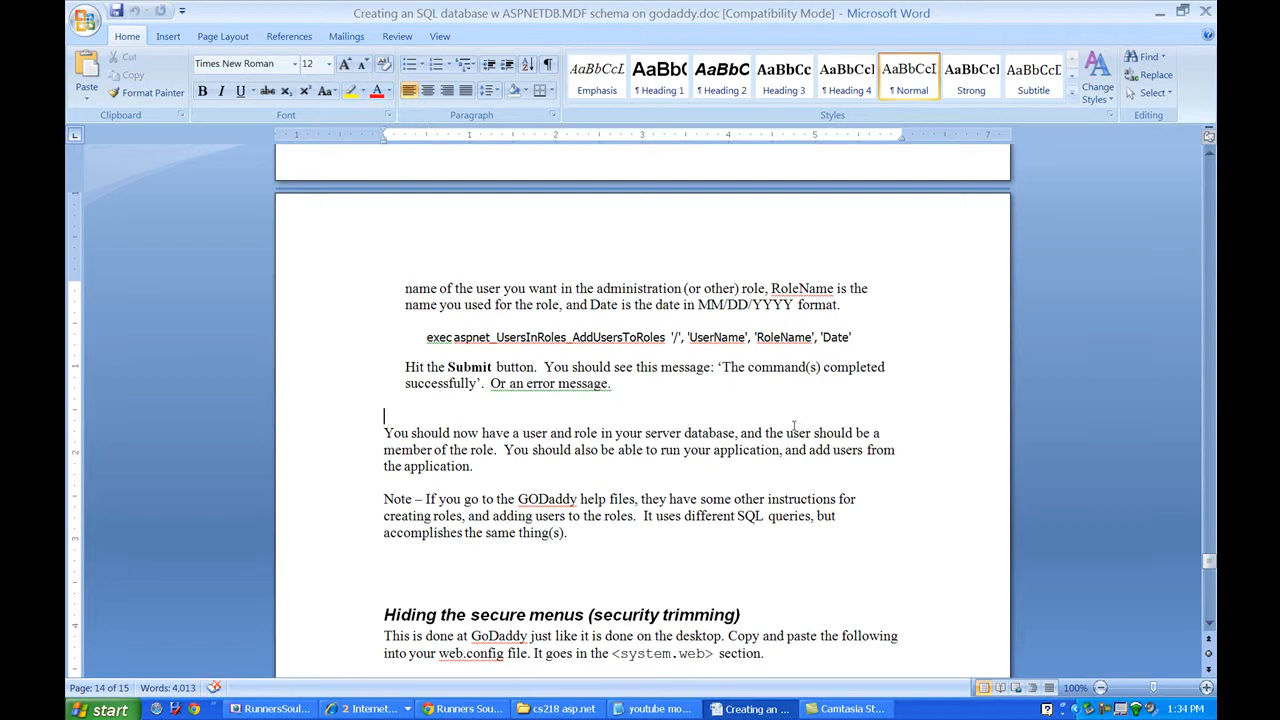 Creating an SQL database w ASPNETDB.MDF schema on godaddy.doc [Compatibility Mode] - Microsoft Word
Home Insert Page Layout References Mailings Review View
Paste
Cut
Copy
Format Painter
Clipboard
Times New Roman 12
Font
Paragraph
AaBbCcL AaBb(C AaBbC AaBbCc AaBbCcI AaBbCcI AaBbCcD AaBbCcL
Emphasis ¶ Heading 1 ¶ Heading 2 Heading 3 ¶ Heading 4 ¶ Normal Strong Subtitle
Change Styles
Styles
Find
Replace
Select
Editing
name of the user you want in the administration (or other) role, RoleName is the
name you used for the role, and Date is the date in MM/DD/YYYY format.
exec aspnet_UsersInRoles_AddUsersToRoles '/', 'UserName', 'RoleName', 'Date'
Hit the Submit button.  You should see this message: ‘The command(s) completed
successfully’.  Or an error message.
You should now have a user and role in your server database, and the user should be a
member of the role.  You should also be able to run your application, and add users from
the application.
Note – If you go to the GODaddy help files, they have some other instructions for
creating roles, and adding users to the roles.  It uses different SQL queries, but
accomplishes the same thing(s).
Hiding the secure menus (security trimming)
This is done at GoDaddy just like it is done on the desktop. Copy and paste the following
into your web.config file. It goes in the <system.web> section.
Page: 14 of 15 Words: 4,013 100%
start RunnersSoul... 2 Internet... Runners Sou... cs218 asp.net youtube mo... Creating an ... Camtasia St... 1:34 PM